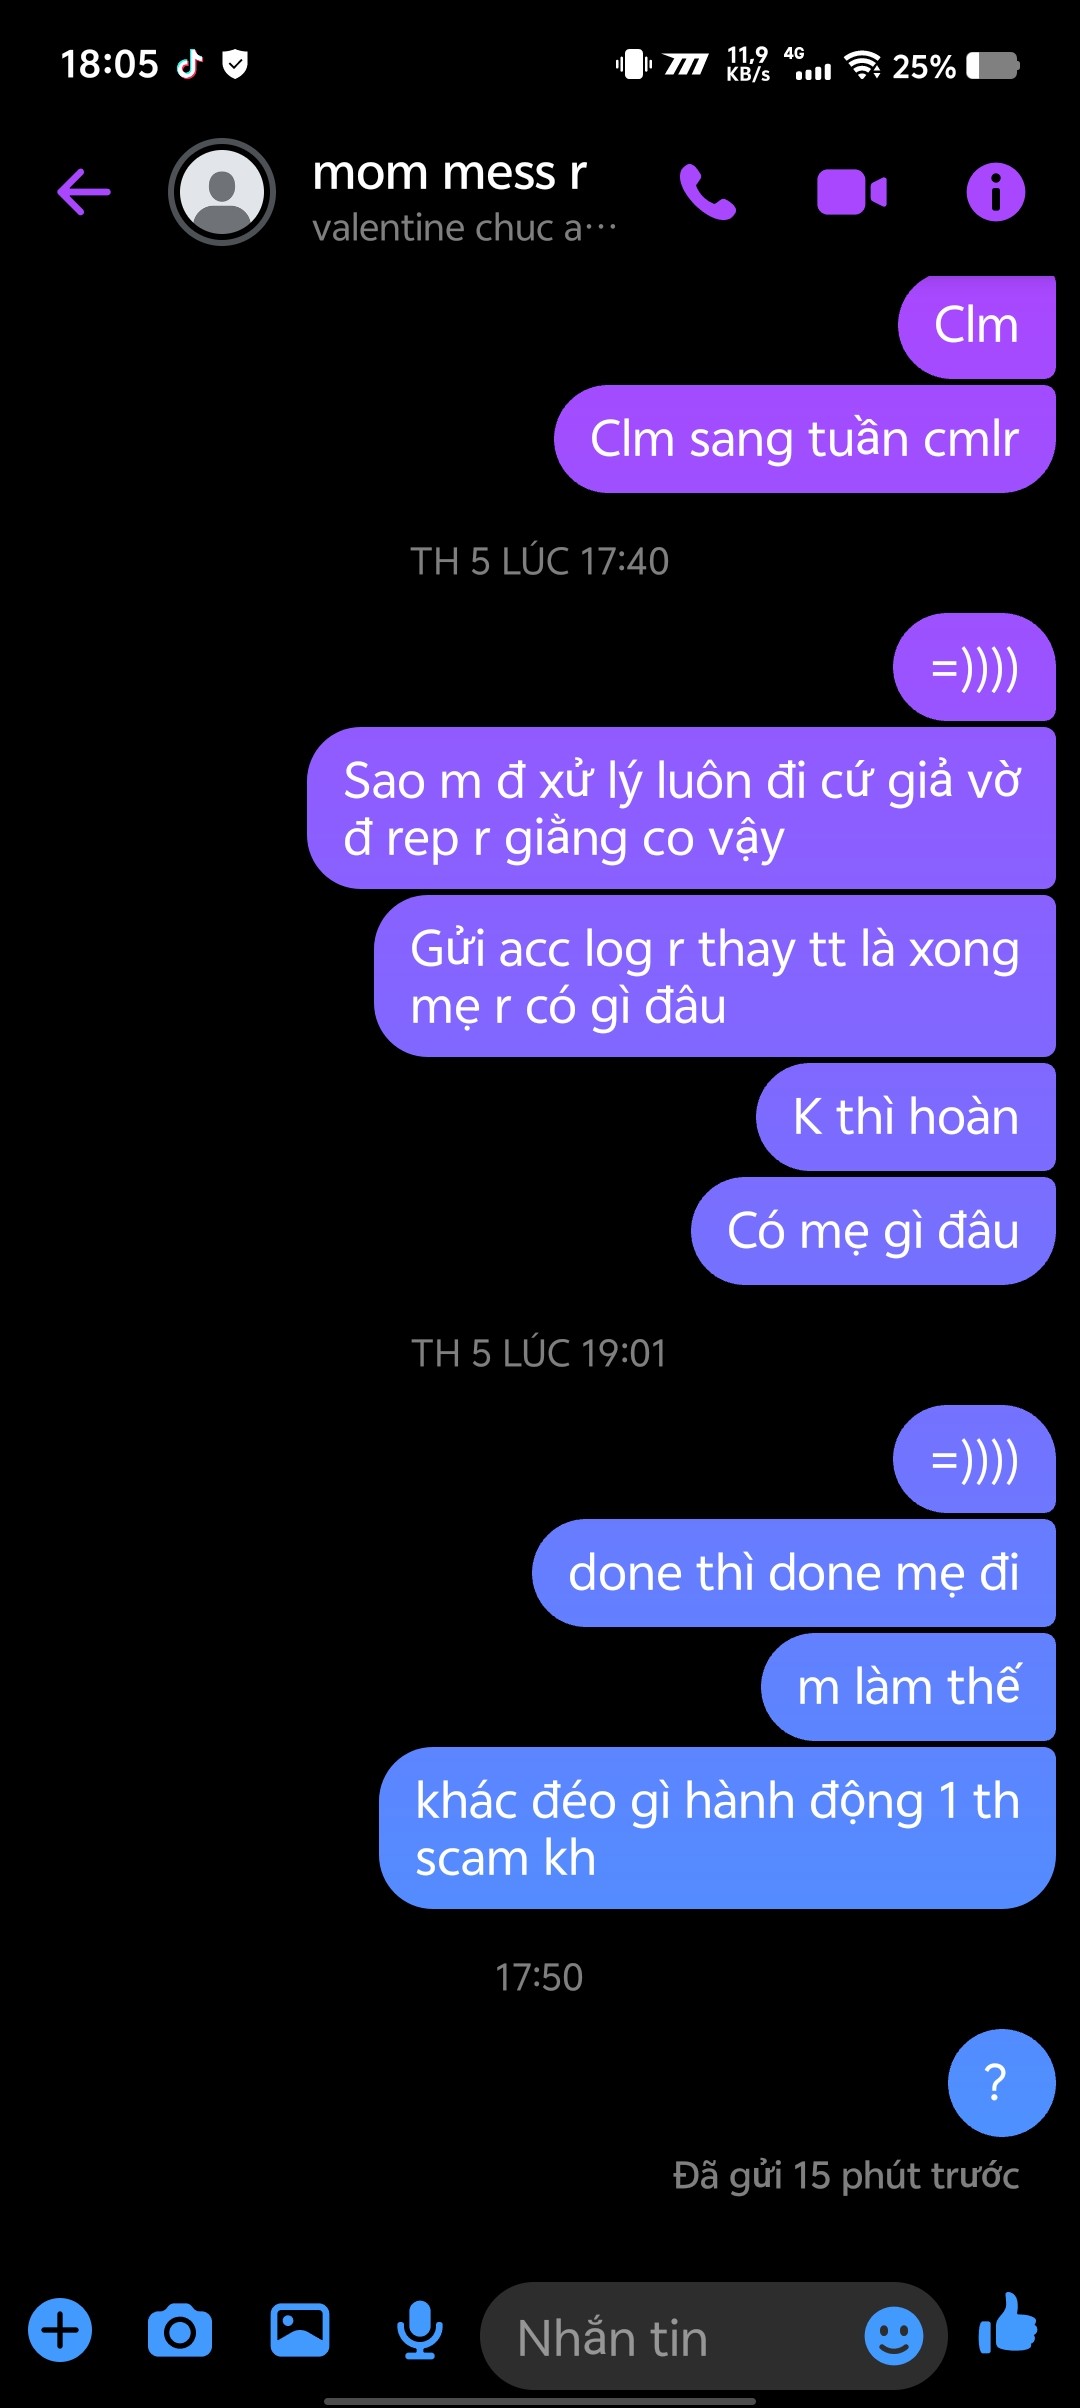 18:05
11,9
KB/s
4G
25%
mom mess r
valentine chuc a...
Clm
Clm sang tuần cmlr
TH 5 LÚC 17:40
=))))
Sao m đ xử lý luôn đi cứ giả vờ
đ rep r giằng co vậy
Gửi acc log r thay tt là xong
mẹ r có gì đâu
K thì hoàn
Có mẹ gì đâu
TH 5 LÚC 19:01
=))))
done thì done mẹ đi
m làm thế
khác đéo gì hành động 1 th
scam kh
17:50
?
Đã gửi 15 phút trước
Nhắn tin